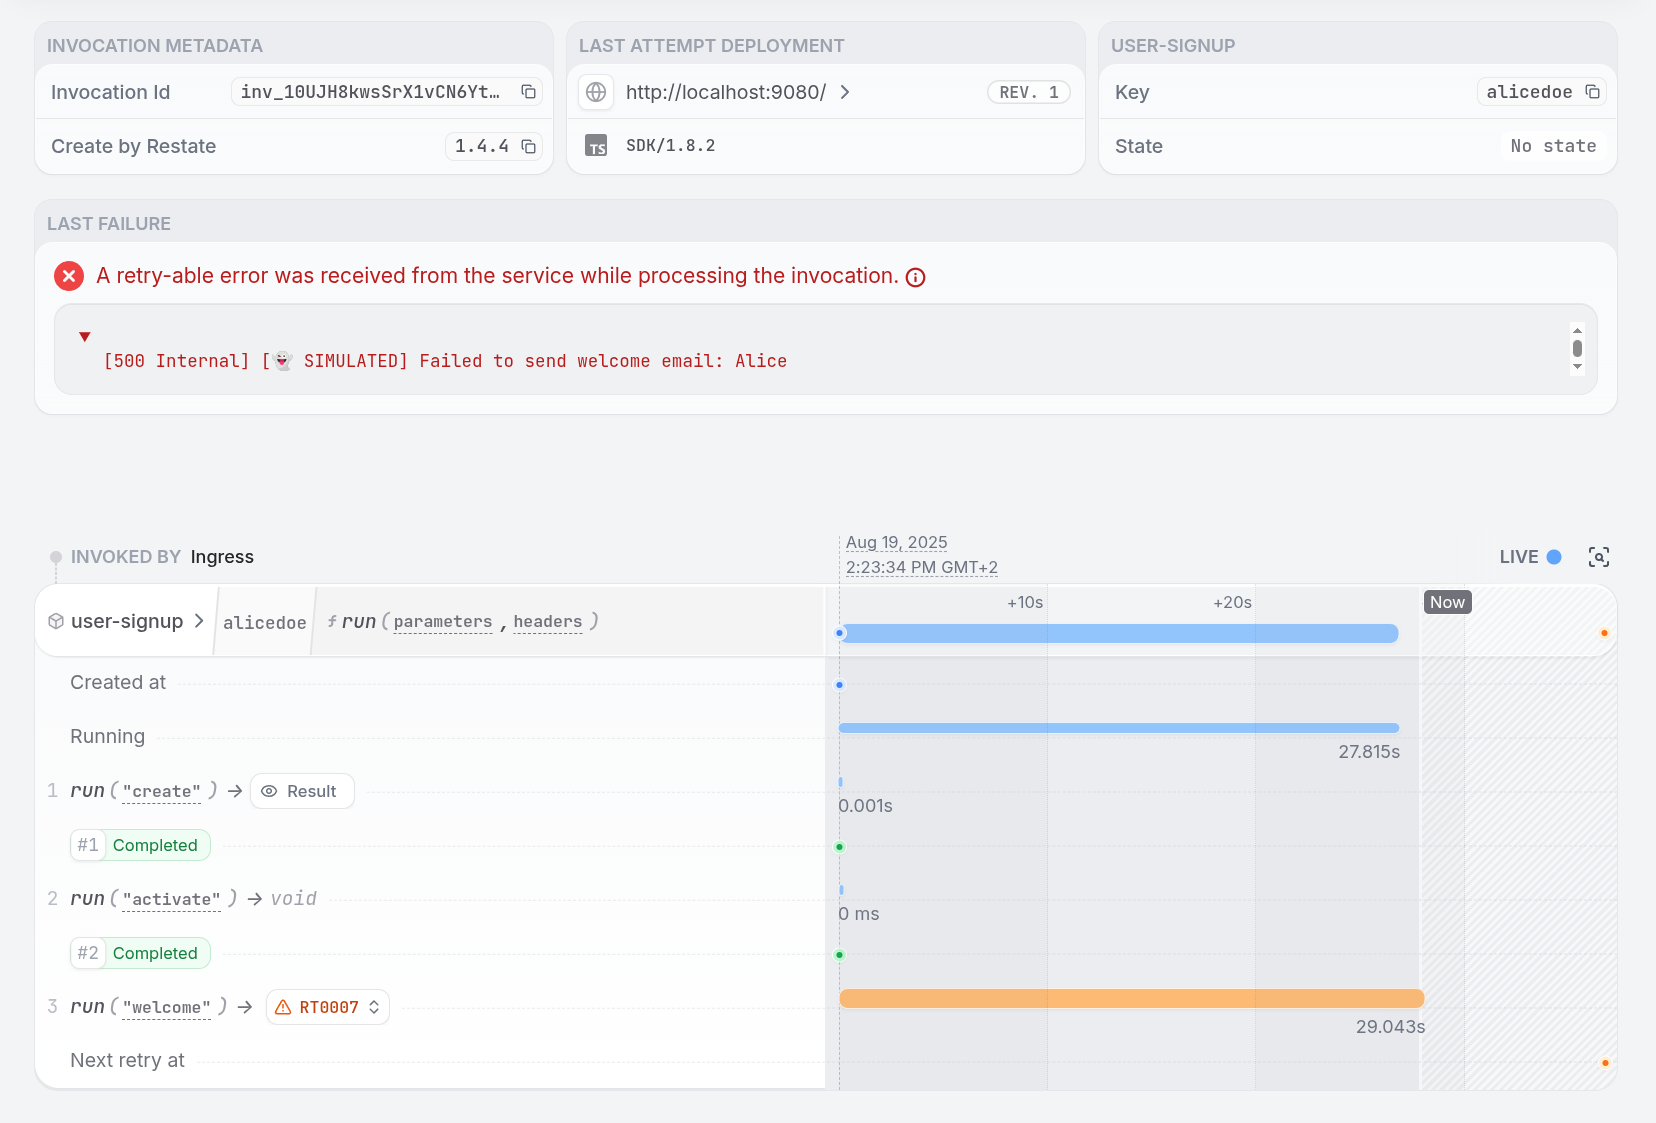 INVOCATION METADATA
Invocation Id inv_10UJH8kwsSrX1vCN6Yt…
Create by Restate 1.4.4
LAST ATTEMPT DEPLOYMENT
http://localhost:9080/ REV. 1
TS SDK/1.8.2
USER-SIGNUP
Key alicedoe
State No state
LAST FAILURE
A retry-able error was received from the service while processing the invocation.
[500 Internal] [👻 SIMULATED] Failed to send welcome email: Alice
INVOKED BY Ingress
Aug 19, 2025
2:23:34 PM GMT+2
LIVE
user-signup alicedoe f run(parameters, headers)
+10s +20s Now
Created at
Running
27.815s
1 run("create") → Result
0.001s
#1 Completed
2 run("activate") → void
0 ms
#2 Completed
3 run("welcome") → RT0007
29.043s
Next retry at